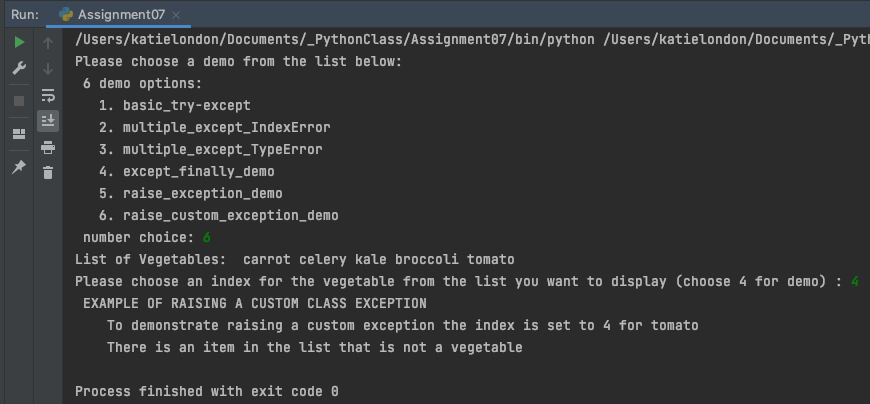 Run: Assignment07 ×
/Users/katielondon/Documents/_PythonClass/Assignment07/bin/python /Users/katielondon/Documents/_Pyt
Please choose a demo from the list below:
6 demo options:
1. basic_try-except
2. multiple_except_IndexError
3. multiple_except_TypeError
4. except_finally_demo
5. raise_exception_demo
6. raise_custom_exception_demo
number choice: 6
List of Vegetables:  carrot celery kale broccoli tomato
Please choose an index for the vegetable from the list you want to display (choose 4 for demo) : 4
EXAMPLE OF RAISING A CUSTOM CLASS EXCEPTION
To demonstrate raising a custom exception the index is set to 4 for tomato
There is an item in the list that is not a vegetable
Process finished with exit code 0